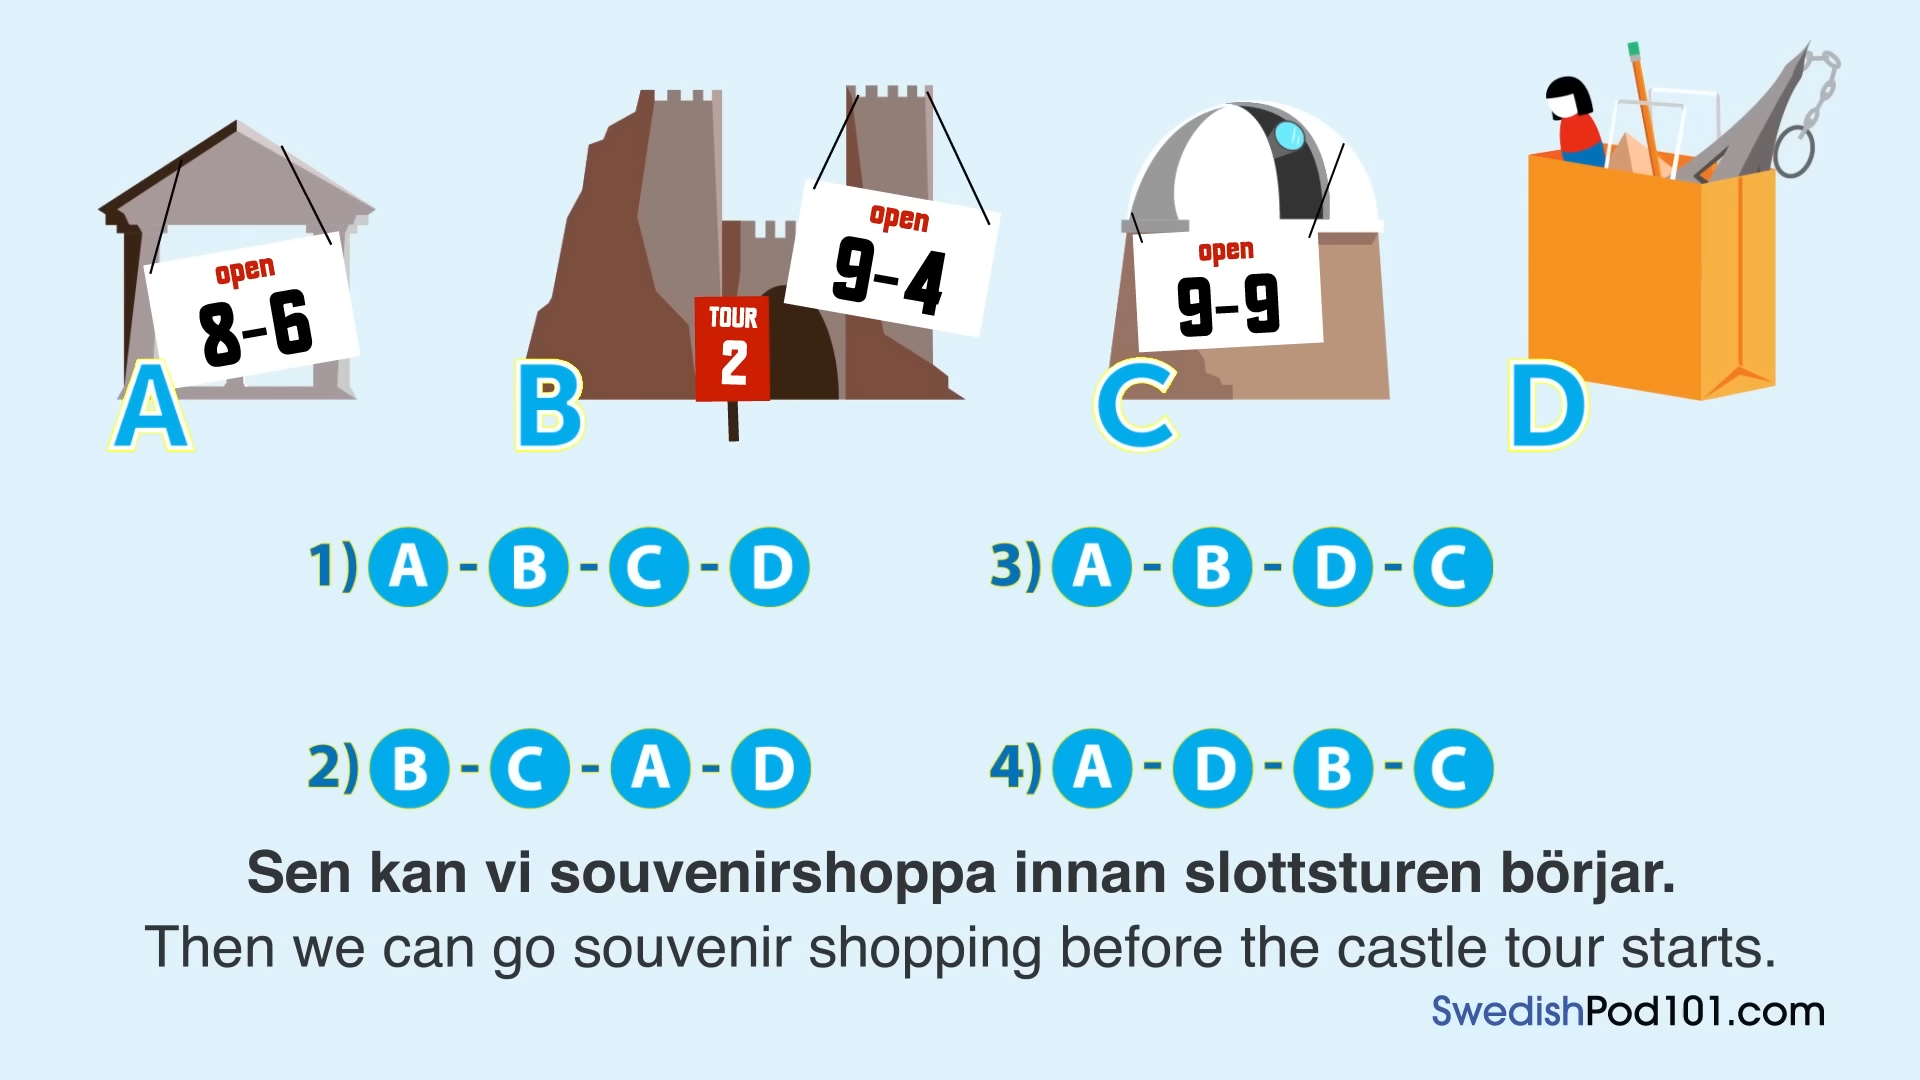 open
8-6
A
open
9-4
TOUR
2
B
open
9-9
C
D
1) A - B - C - D
3) A - B - D - C
2) B - C - A - D
4) A - D - B - C
Sen kan vi souvenirshoppa innan slottsturen börjar.
Then we can go souvenir shopping before the castle tour starts.
SwedishPod101.com